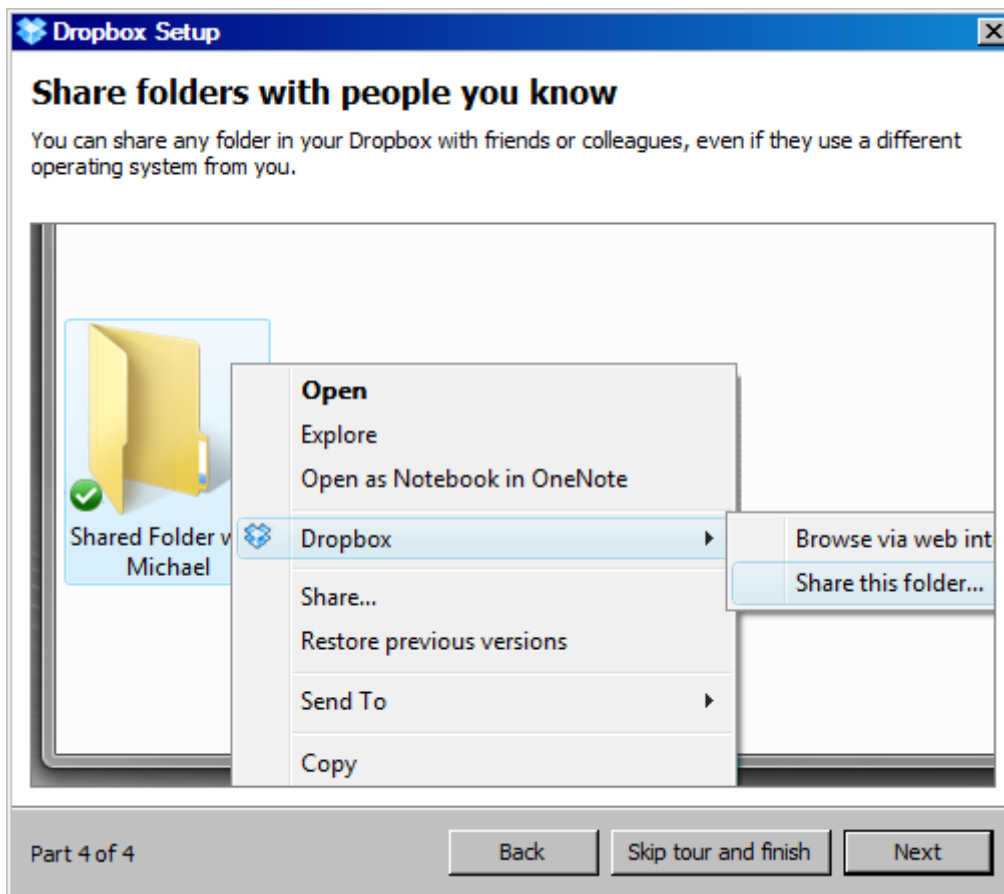 Dropbox Setup
Share folders with people you know
You can share any folder in your Dropbox with friends or colleagues, even if they use a different
operating system from you.
Shared Folder
Michael
Open
Explore
Open as Notebook in OneNote
Dropbox
Share...
Restore previous versions
Send To
Copy
Browse via web
Share this folder...
Part 4 of 4
Back
Skip tour and finish
Next